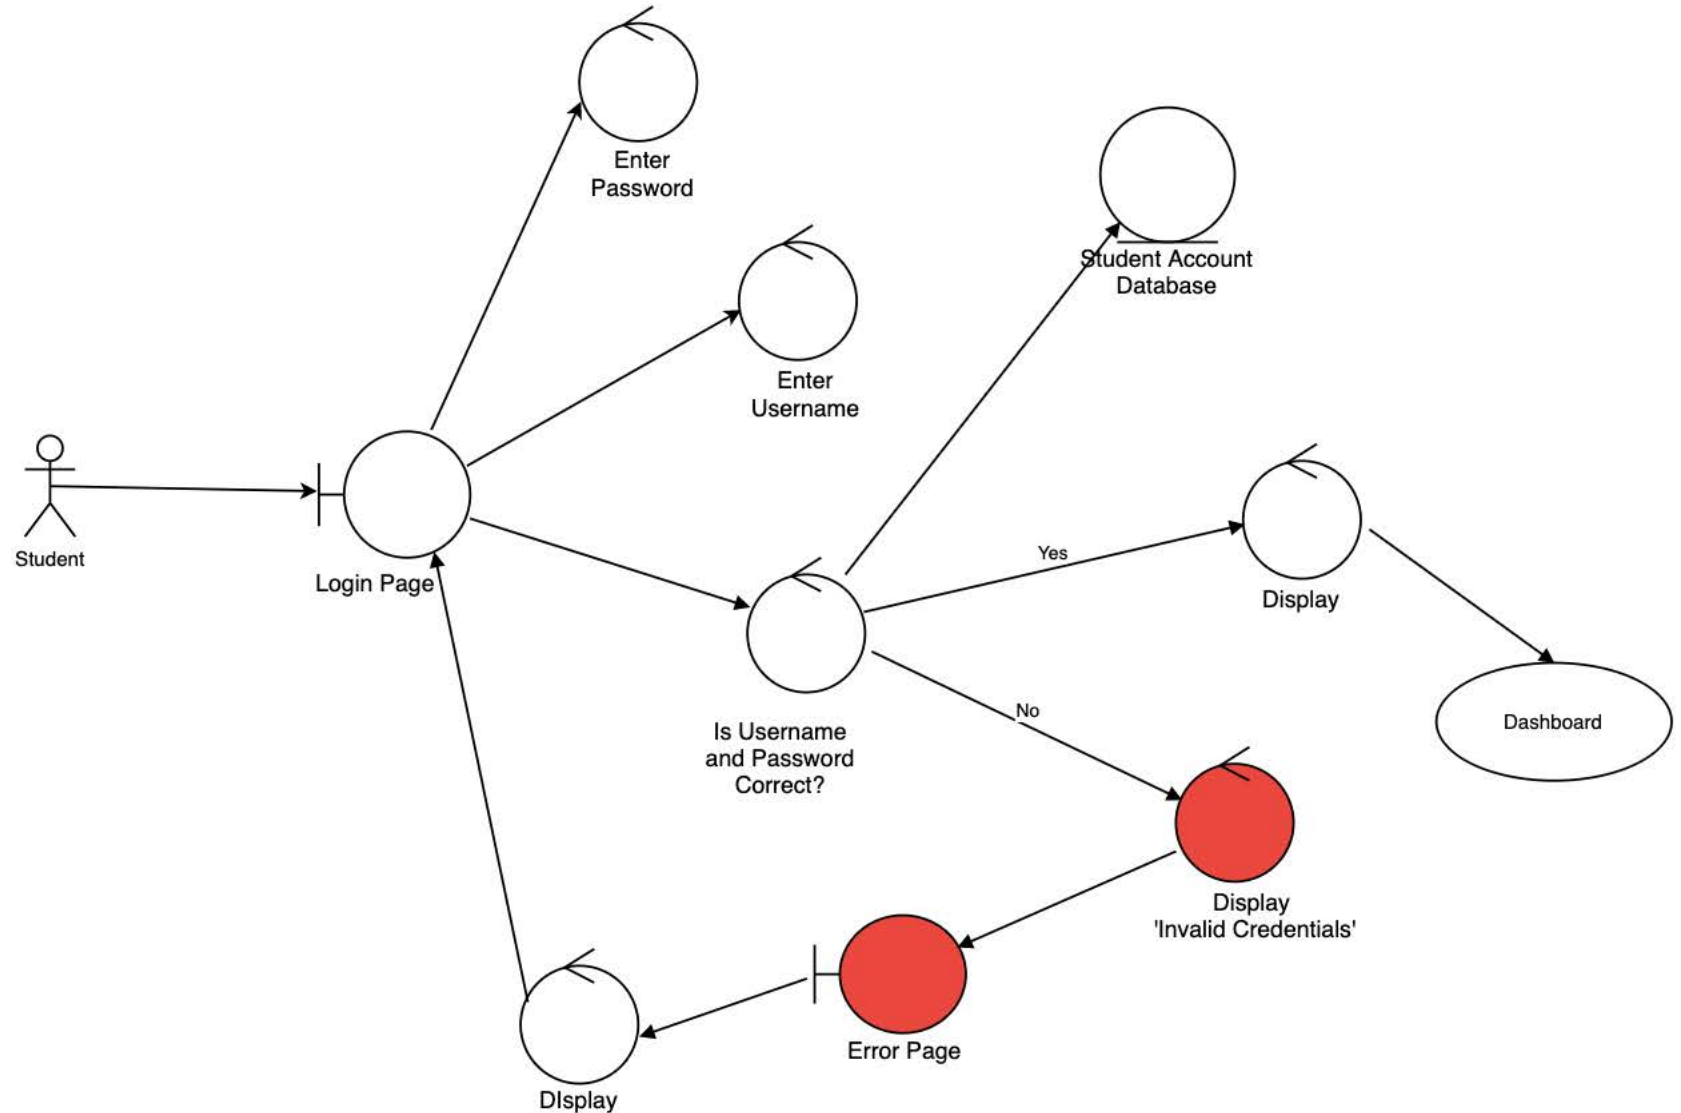 Enter
Password
Student Account
Database
Enter
Username
Student
Login Page
Yes
Display
Is Username
and Password
Correct?
No
Dashboard
Display
'Invalid Credentials'
Error Page
DIsplay